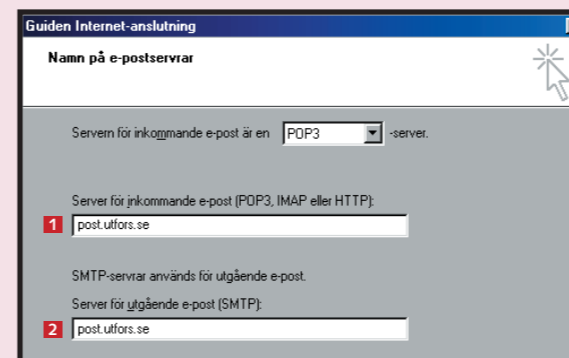 Guiden Internet-anslutning
Namn på e-postservrar
Servern för inkommande e-post är en POP3 -server.
Server för inkommande e-post (POP3, IMAP eller HTTP):
1 post.utfors.se
SMTP-servrar används för utgående e-post.
Server för utgående e-post (SMTP):
2 post.utfors.se